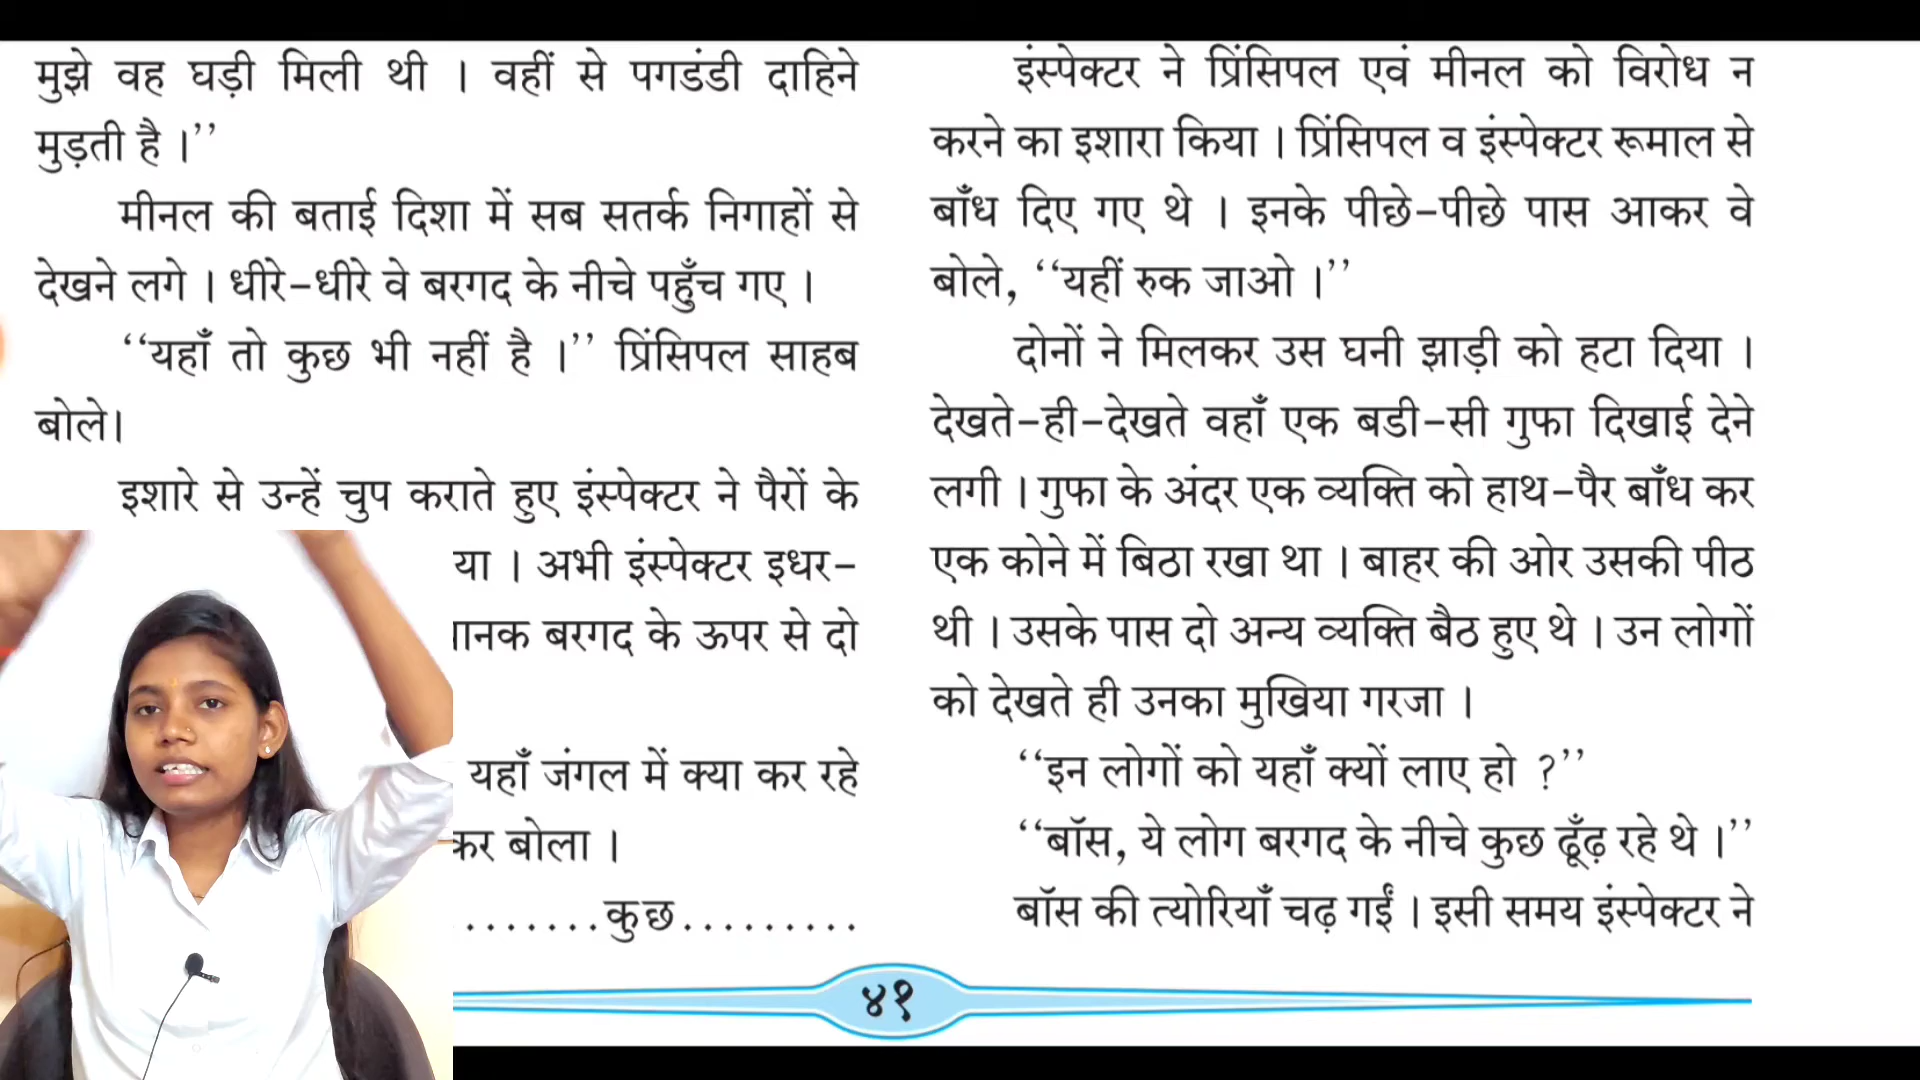 मुझे वह घड़ी मिली थी । वहीं से पगडंडी दाहिने
मुड़ती है ।’’
मीनल की बताई दिशा में सब सतर्क निगाहों से
देखने लगे । धीरे-धीरे वे बरगद के नीचे पहुँच गए ।
‘‘यहाँ तो कुछ भी नहीं है ।’’ प्रिंसिपल साहब
बोले।
इशारे से उन्हें चुप कराते हुए इंस्पेक्टर ने पैरों के
या । अभी इंस्पेक्टर इधर-
बरगद के ऊपर से दो
यहाँ जंगल में क्या कर रहे
कर बोला ।
.......कुछ.........
इंस्पेक्टर ने प्रिंसिपल एवं मीनल को विरोध न
करने का इशारा किया । प्रिंसिपल व इंस्पेक्टर रूमाल से
बाँध दिए गए थे । इनके पीछे-पीछे पास आकर वे
बोले, ‘‘यहीं रुक जाओ ।’’
दोनों ने मिलकर उस घनी झाड़ी को हटा दिया ।
देखते-ही-देखते वहाँ एक बडी-सी गुफा दिखाई देने
लगी । गुफा के अंदर एक व्यक्ति को हाथ-पैर बाँध कर
एक कोने में बिठा रखा था । बाहर की ओर उसकी पीठ
थी । उसके पास दो अन्य व्यक्ति बैठ हुए थे । उन लोगों
को देखते ही उनका मुखिया गरजा ।
‘‘इन लोगों को यहाँ क्यों लाए हो ?’’
‘‘बॉस, ये लोग बरगद के नीचे कुछ ढूँढ़ रहे थे ।’’
बॉस की त्योरियाँ चढ़ गईं । इसी समय इंस्पेक्टर ने
४१